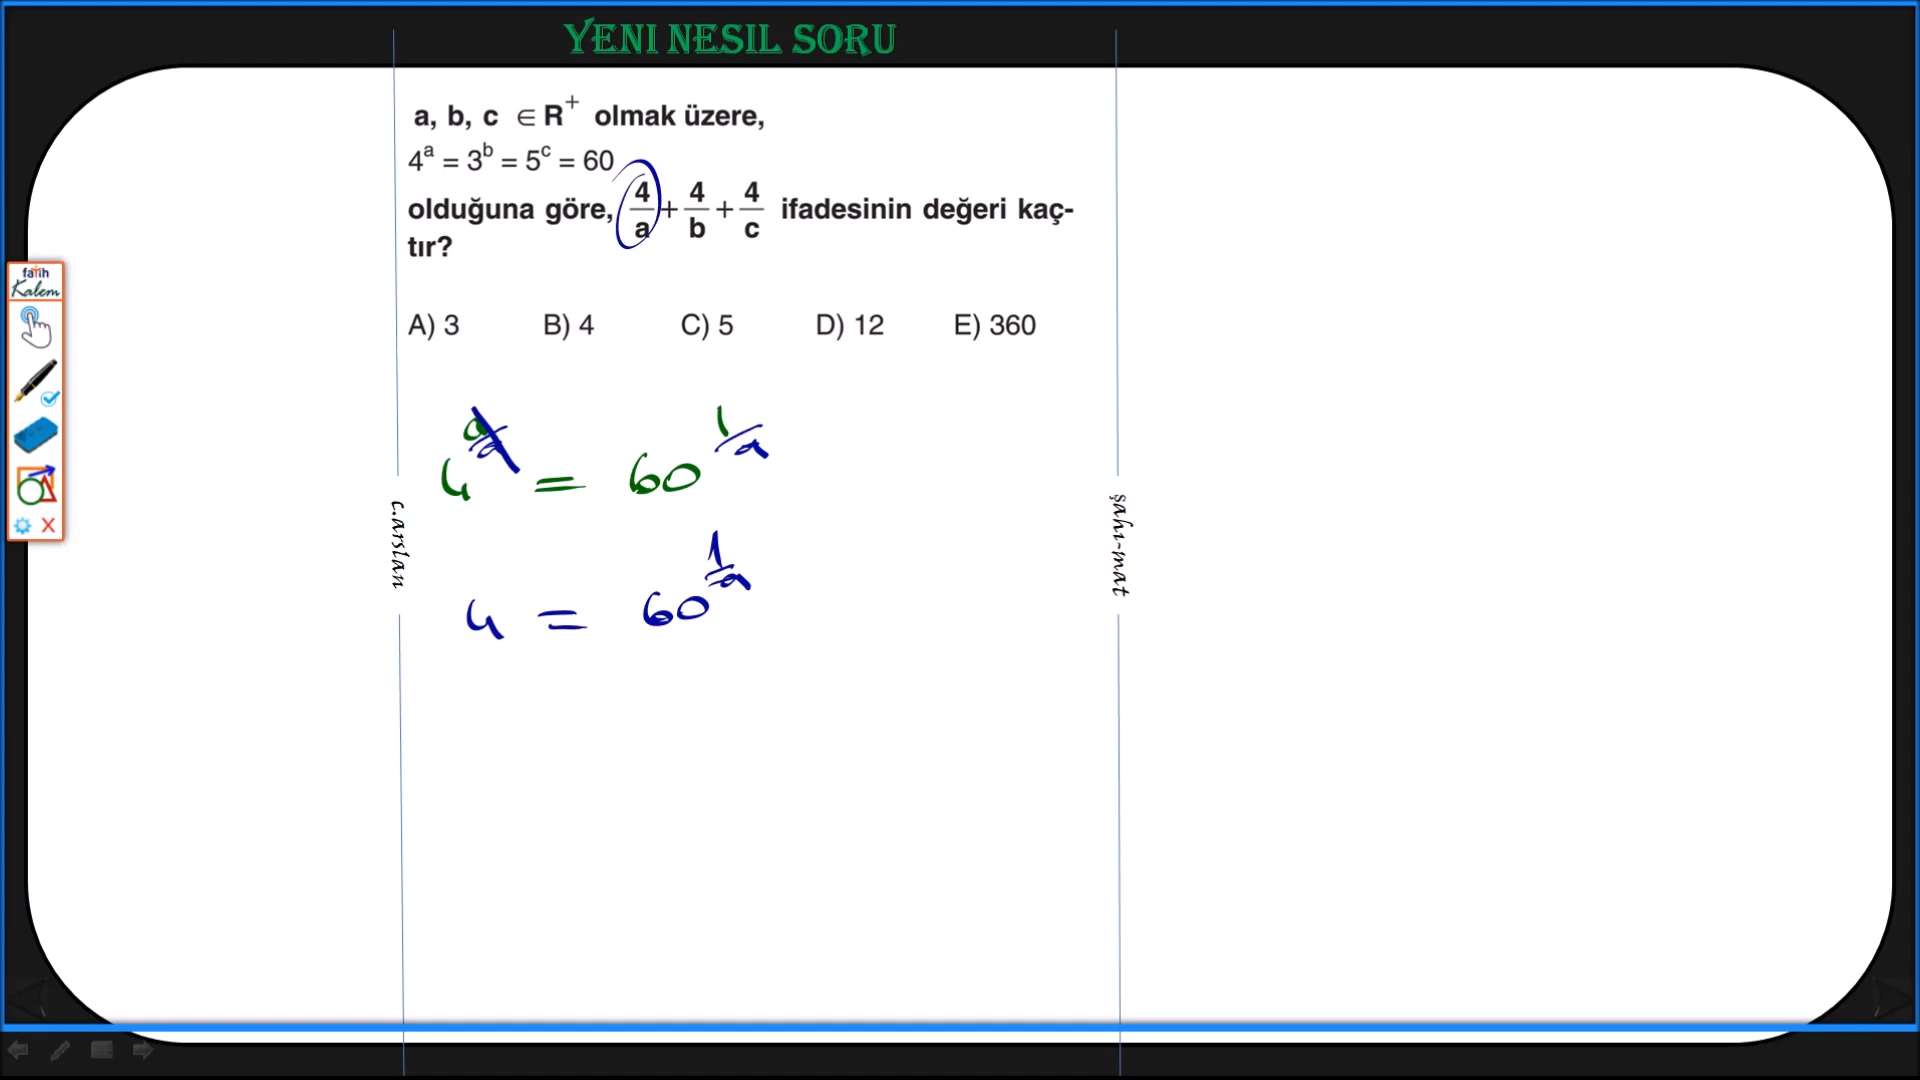 YENI NESIL SORU
a, b, c ∈ R⁺ olmak üzere,
4ᵃ = 3ᵇ = 5ᶜ = 60
olduğuna göre, 4/a + 4/b + 4/c ifadesinin değeri kaç-
tır?
A) 3 B) 4 C) 5 D) 12 E) 360
4^(a/a) = 60^(1/a)
4 = 60^(1/a)
c.arslan
şahı-mat
fatih
Kalem